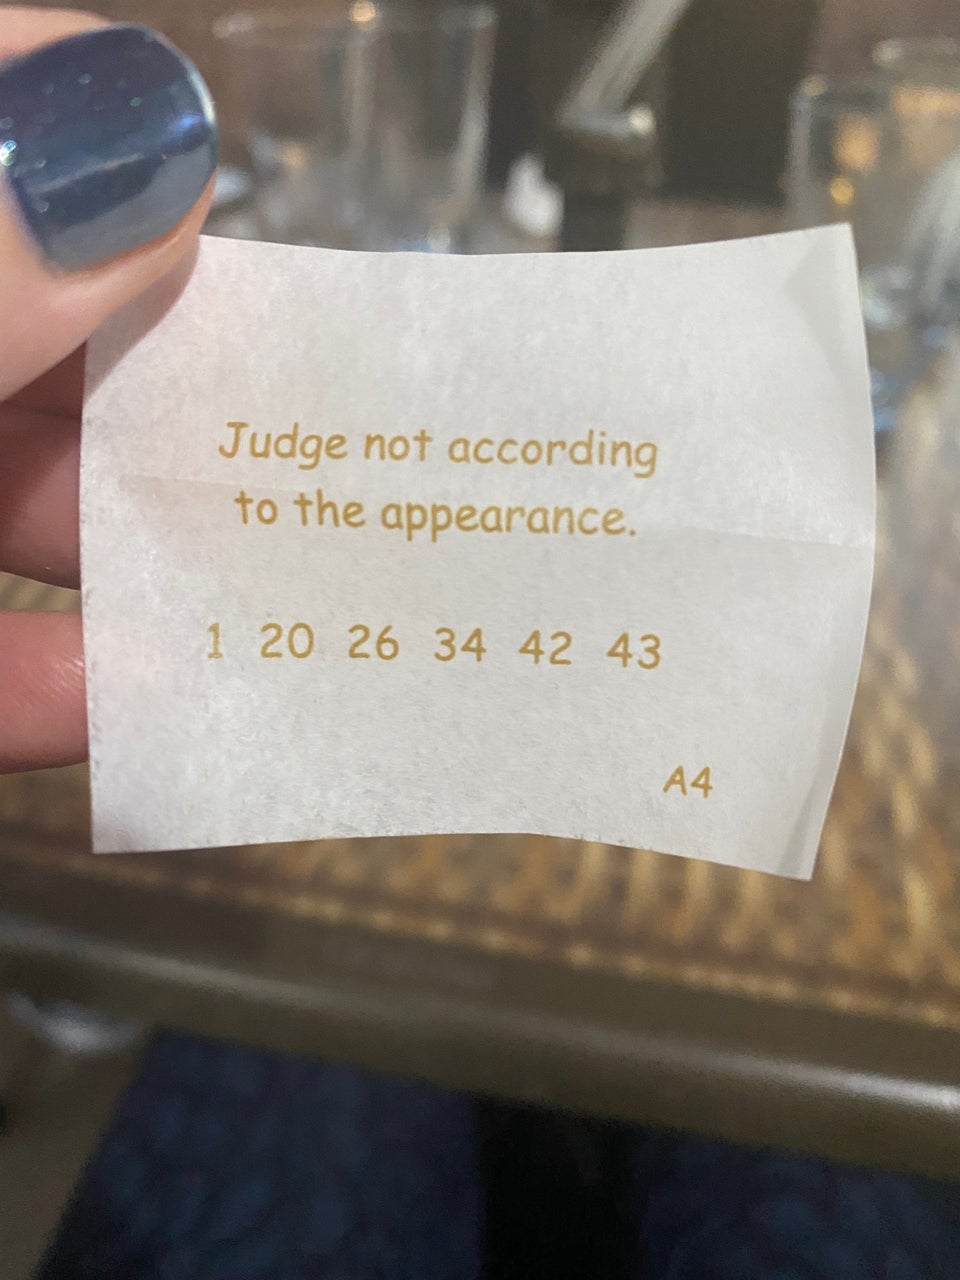 Judge not according
to the appearance.
1 20 26 34 42 43
A4